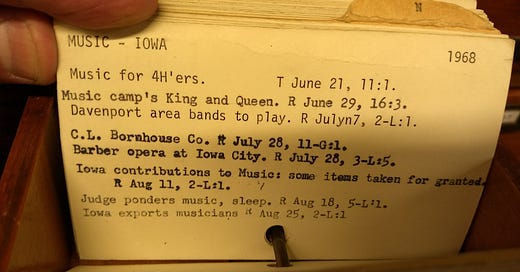 N
MUSIC - IOWA
1968
Music for 4H'ers. T June 21, 11:1.
Music camp's King and Queen. R June 29, 16:3.
Davenport area bands to play. R Julyn7, 2-L:1.
C.L. Bornhouse Co. R July 28, 11-G:1.
Barber opera at Iowa City. R July 28, 3-L:5.
Iowa contributions to Music: some items taken for granted.
R Aug 11, 2-L:1.
Judge ponders music, sleep. R Aug 18, 5-L:1.
Iowa exports musicians R Aug 25, 2-L:1